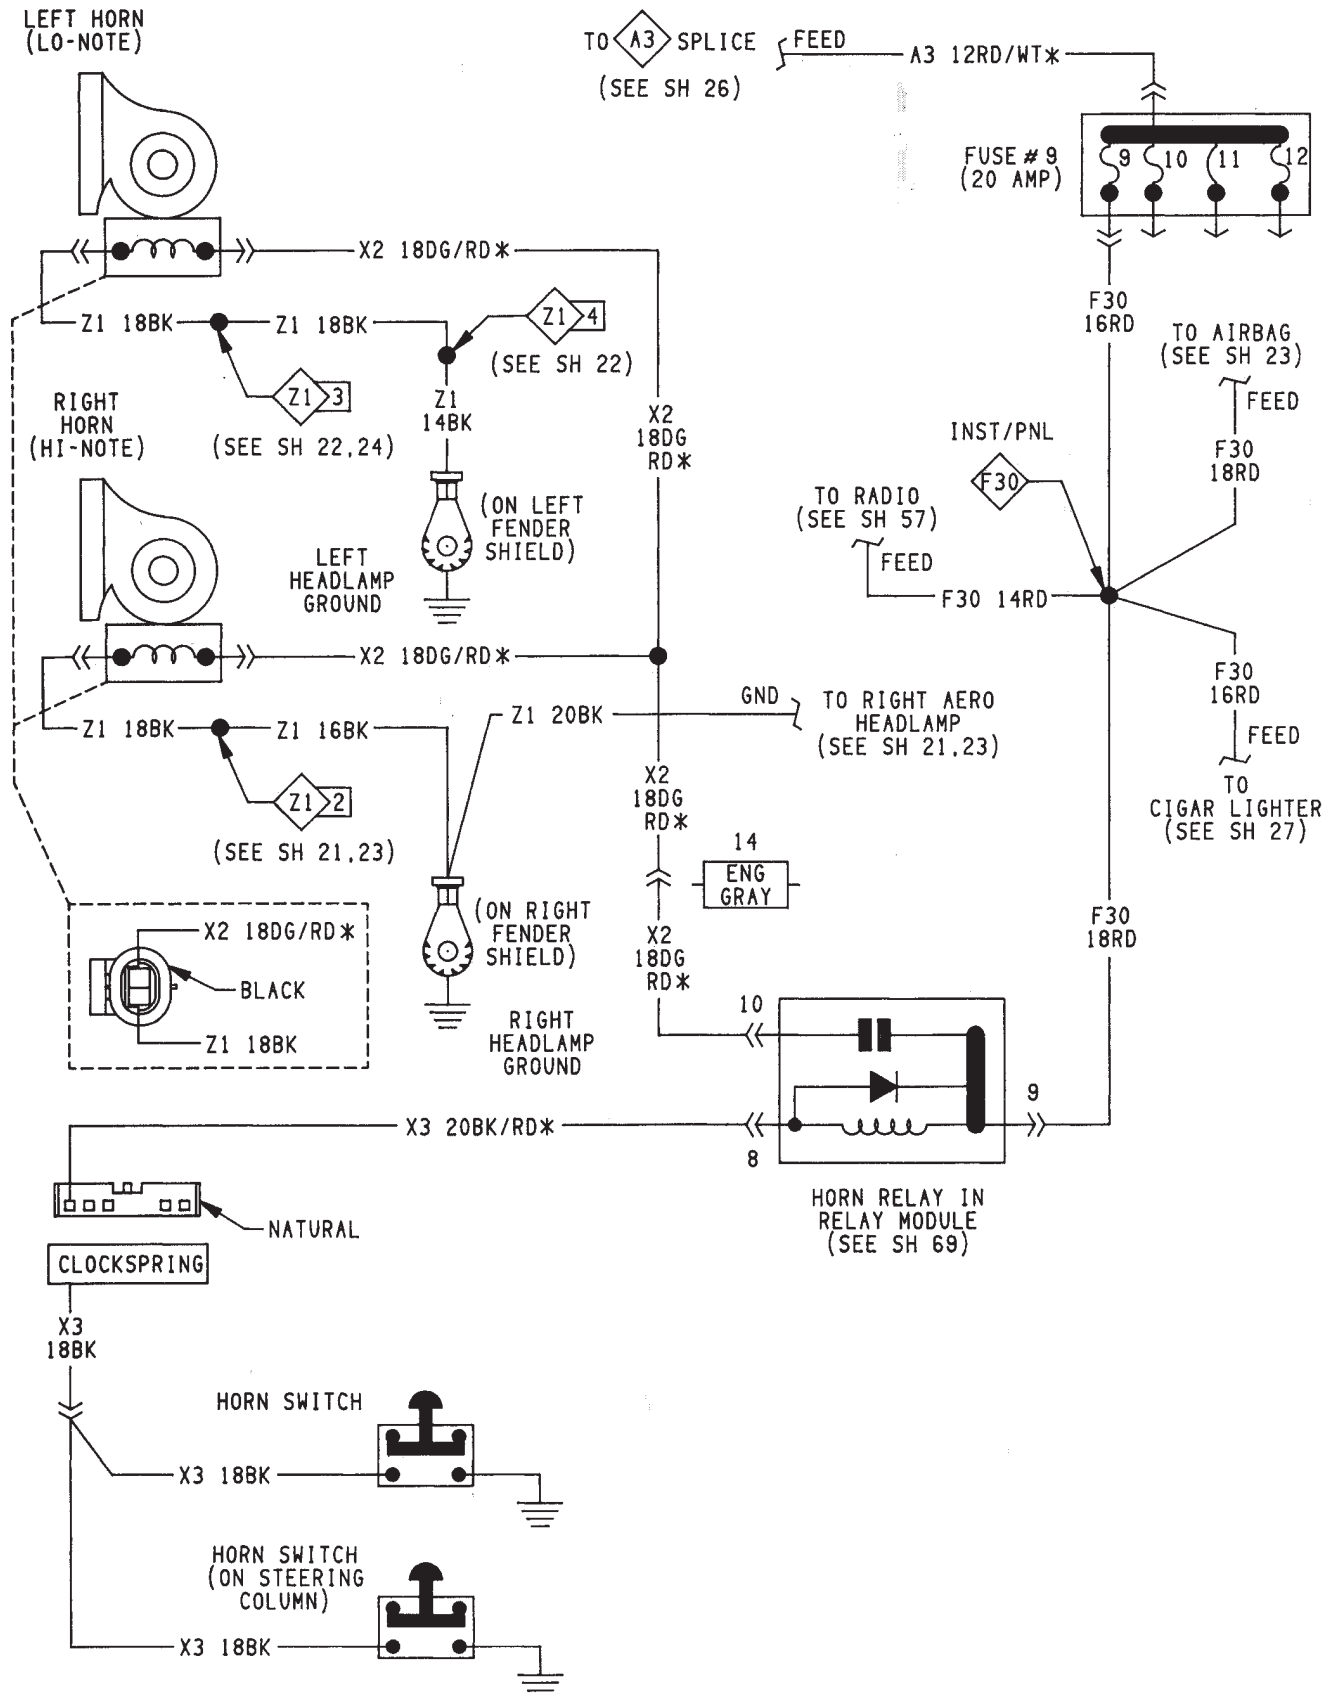 LEFT HORN
(LO-NOTE)
TO A3 SPLICE
(SEE SH 26)
FEED
A3 12RD/WT*
FUSE #9
(20 AMP)
9
10
11
12
X2 18DG/RD*
Z1 18BK
Z1 18BK
Z1 4
(SEE SH 22)
Z1 3
(SEE SH 22,24)
Z1
14BK
(ON LEFT
FENDER
SHIELD)
LEFT
HEADLAMP
GROUND
X2
18DG
RD*
F30
16RD
TO AIRBAG
(SEE SH 23)
FEED
F30
18RD
INST/PNL
F30
TO RADIO
(SEE SH 57)
FEED
F30 14RD
F30
16RD
FEED
TO
CIGAR LIGHTER
(SEE SH 27)
RIGHT
HORN
(HI-NOTE)
X2 18DG/RD*
Z1 18BK
Z1 16BK
Z1 20BK
GND
TO RIGHT AERO
HEADLAMP
(SEE SH 21,23)
Z1 2
(SEE SH 21,23)
X2
18DG
RD*
14
ENG
GRAY
(ON RIGHT
FENDER
SHIELD)
RIGHT
HEADLAMP
GROUND
X2
18DG
RD*
F30
18RD
X2 18DG/RD*
BLACK
Z1 18BK
10
9
8
X3 20BK/RD*
HORN RELAY IN
RELAY MODULE
(SEE SH 69)
NATURAL
CLOCKSPRING
X3
18BK
HORN SWITCH
X3 18BK
HORN SWITCH
(ON STEERING
COLUMN)
X3 18BK